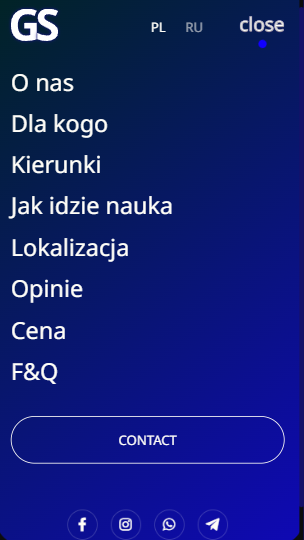 GS
PL RU close
O nas
Dla kogo
Kierunki
Jak idzie nauka
Lokalizacja
Opinie
Cena
F&Q
CONTACT